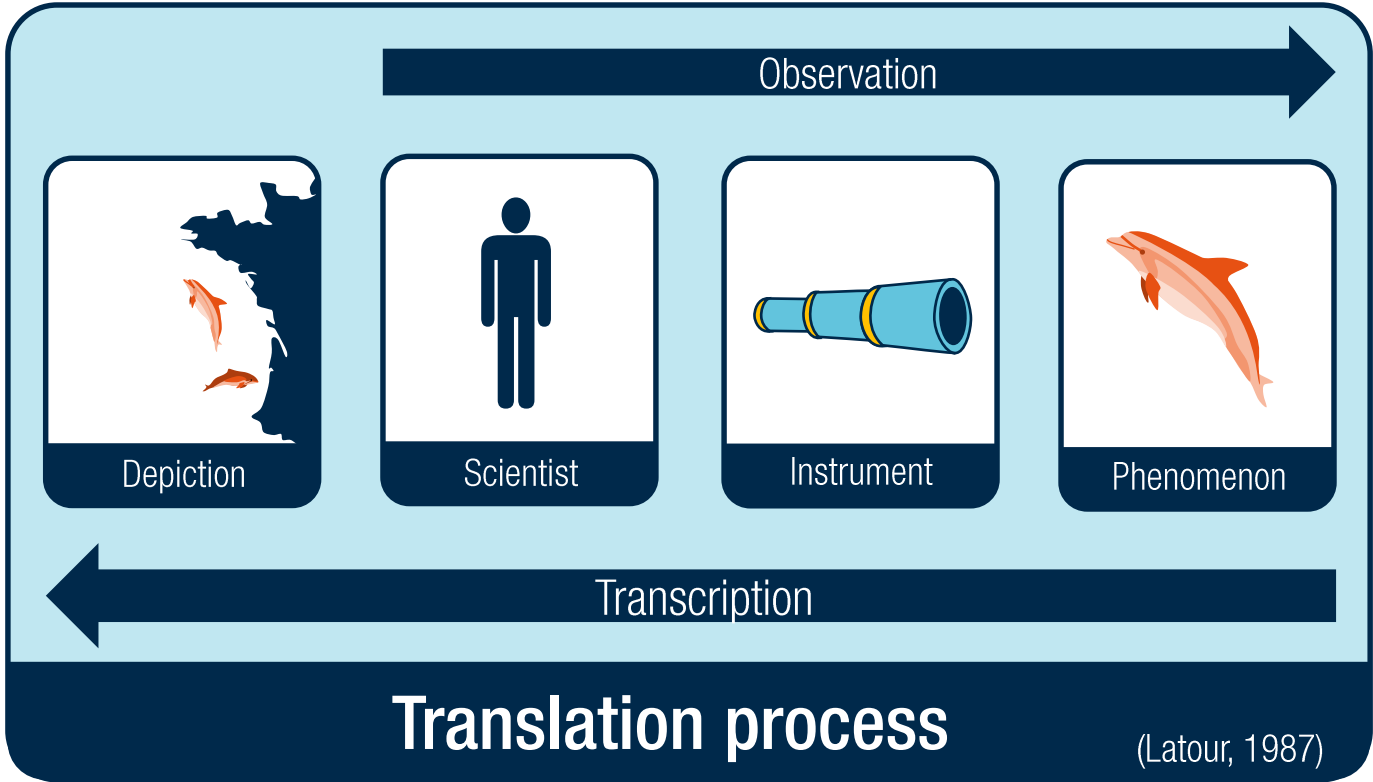 Observation
Depiction
Scientist
Instrument
Phenomenon
Transcription
Translation process
(Latour, 1987)